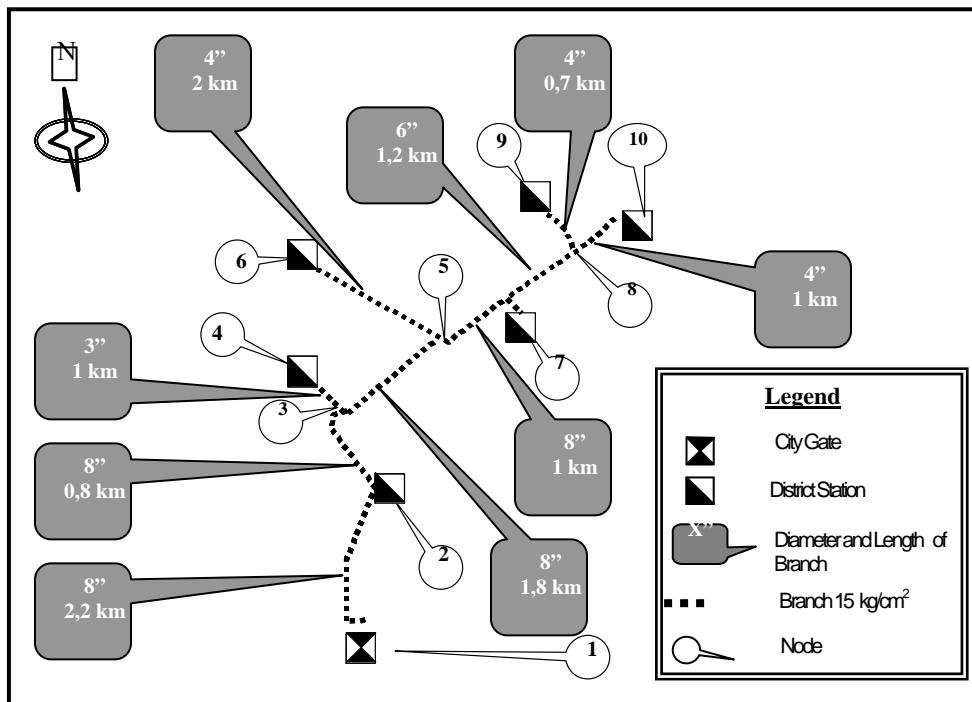 N
4”
2 km
4”
0,7 km
6”
1,2 km
9
10
6
5
8
4”
1 km
4
7
3”
1 km
3
Legend
City Gate
8”
0,8 km
8”
1 km
District Station
2
X”
Diameter and Length of
Branch
8”
2,2 km
8”
1,8 km
Branch 15 kg/cm²
1
Node